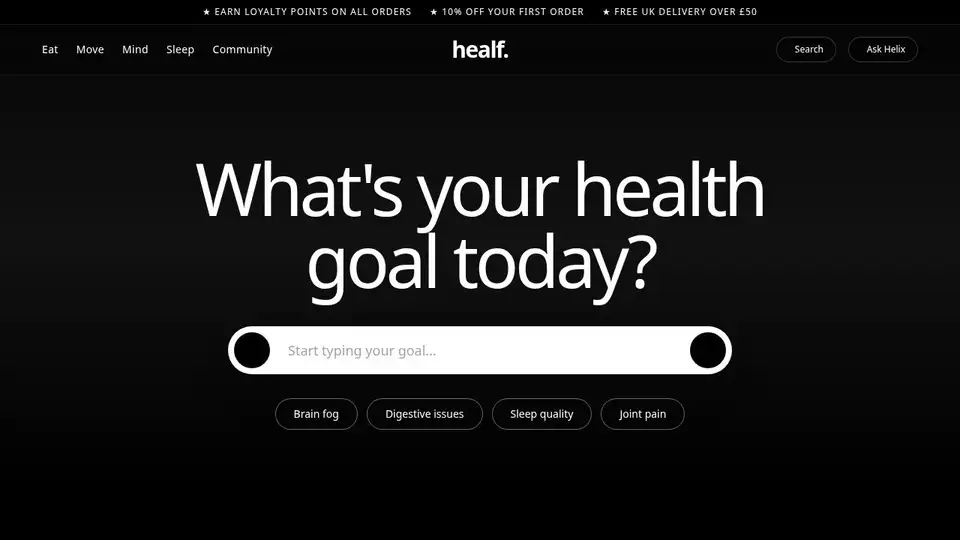 ★ EARN LOYALTY POINTS ON ALL ORDERS ★ 10% OFF YOUR FIRST ORDER ★ FREE UK DELIVERY OVER £50
Eat Move Mind Sleep Community healf. Search Ask Helix
What's your health
goal today?
Start typing your goal...
Brain fog Digestive issues Sleep quality Joint pain